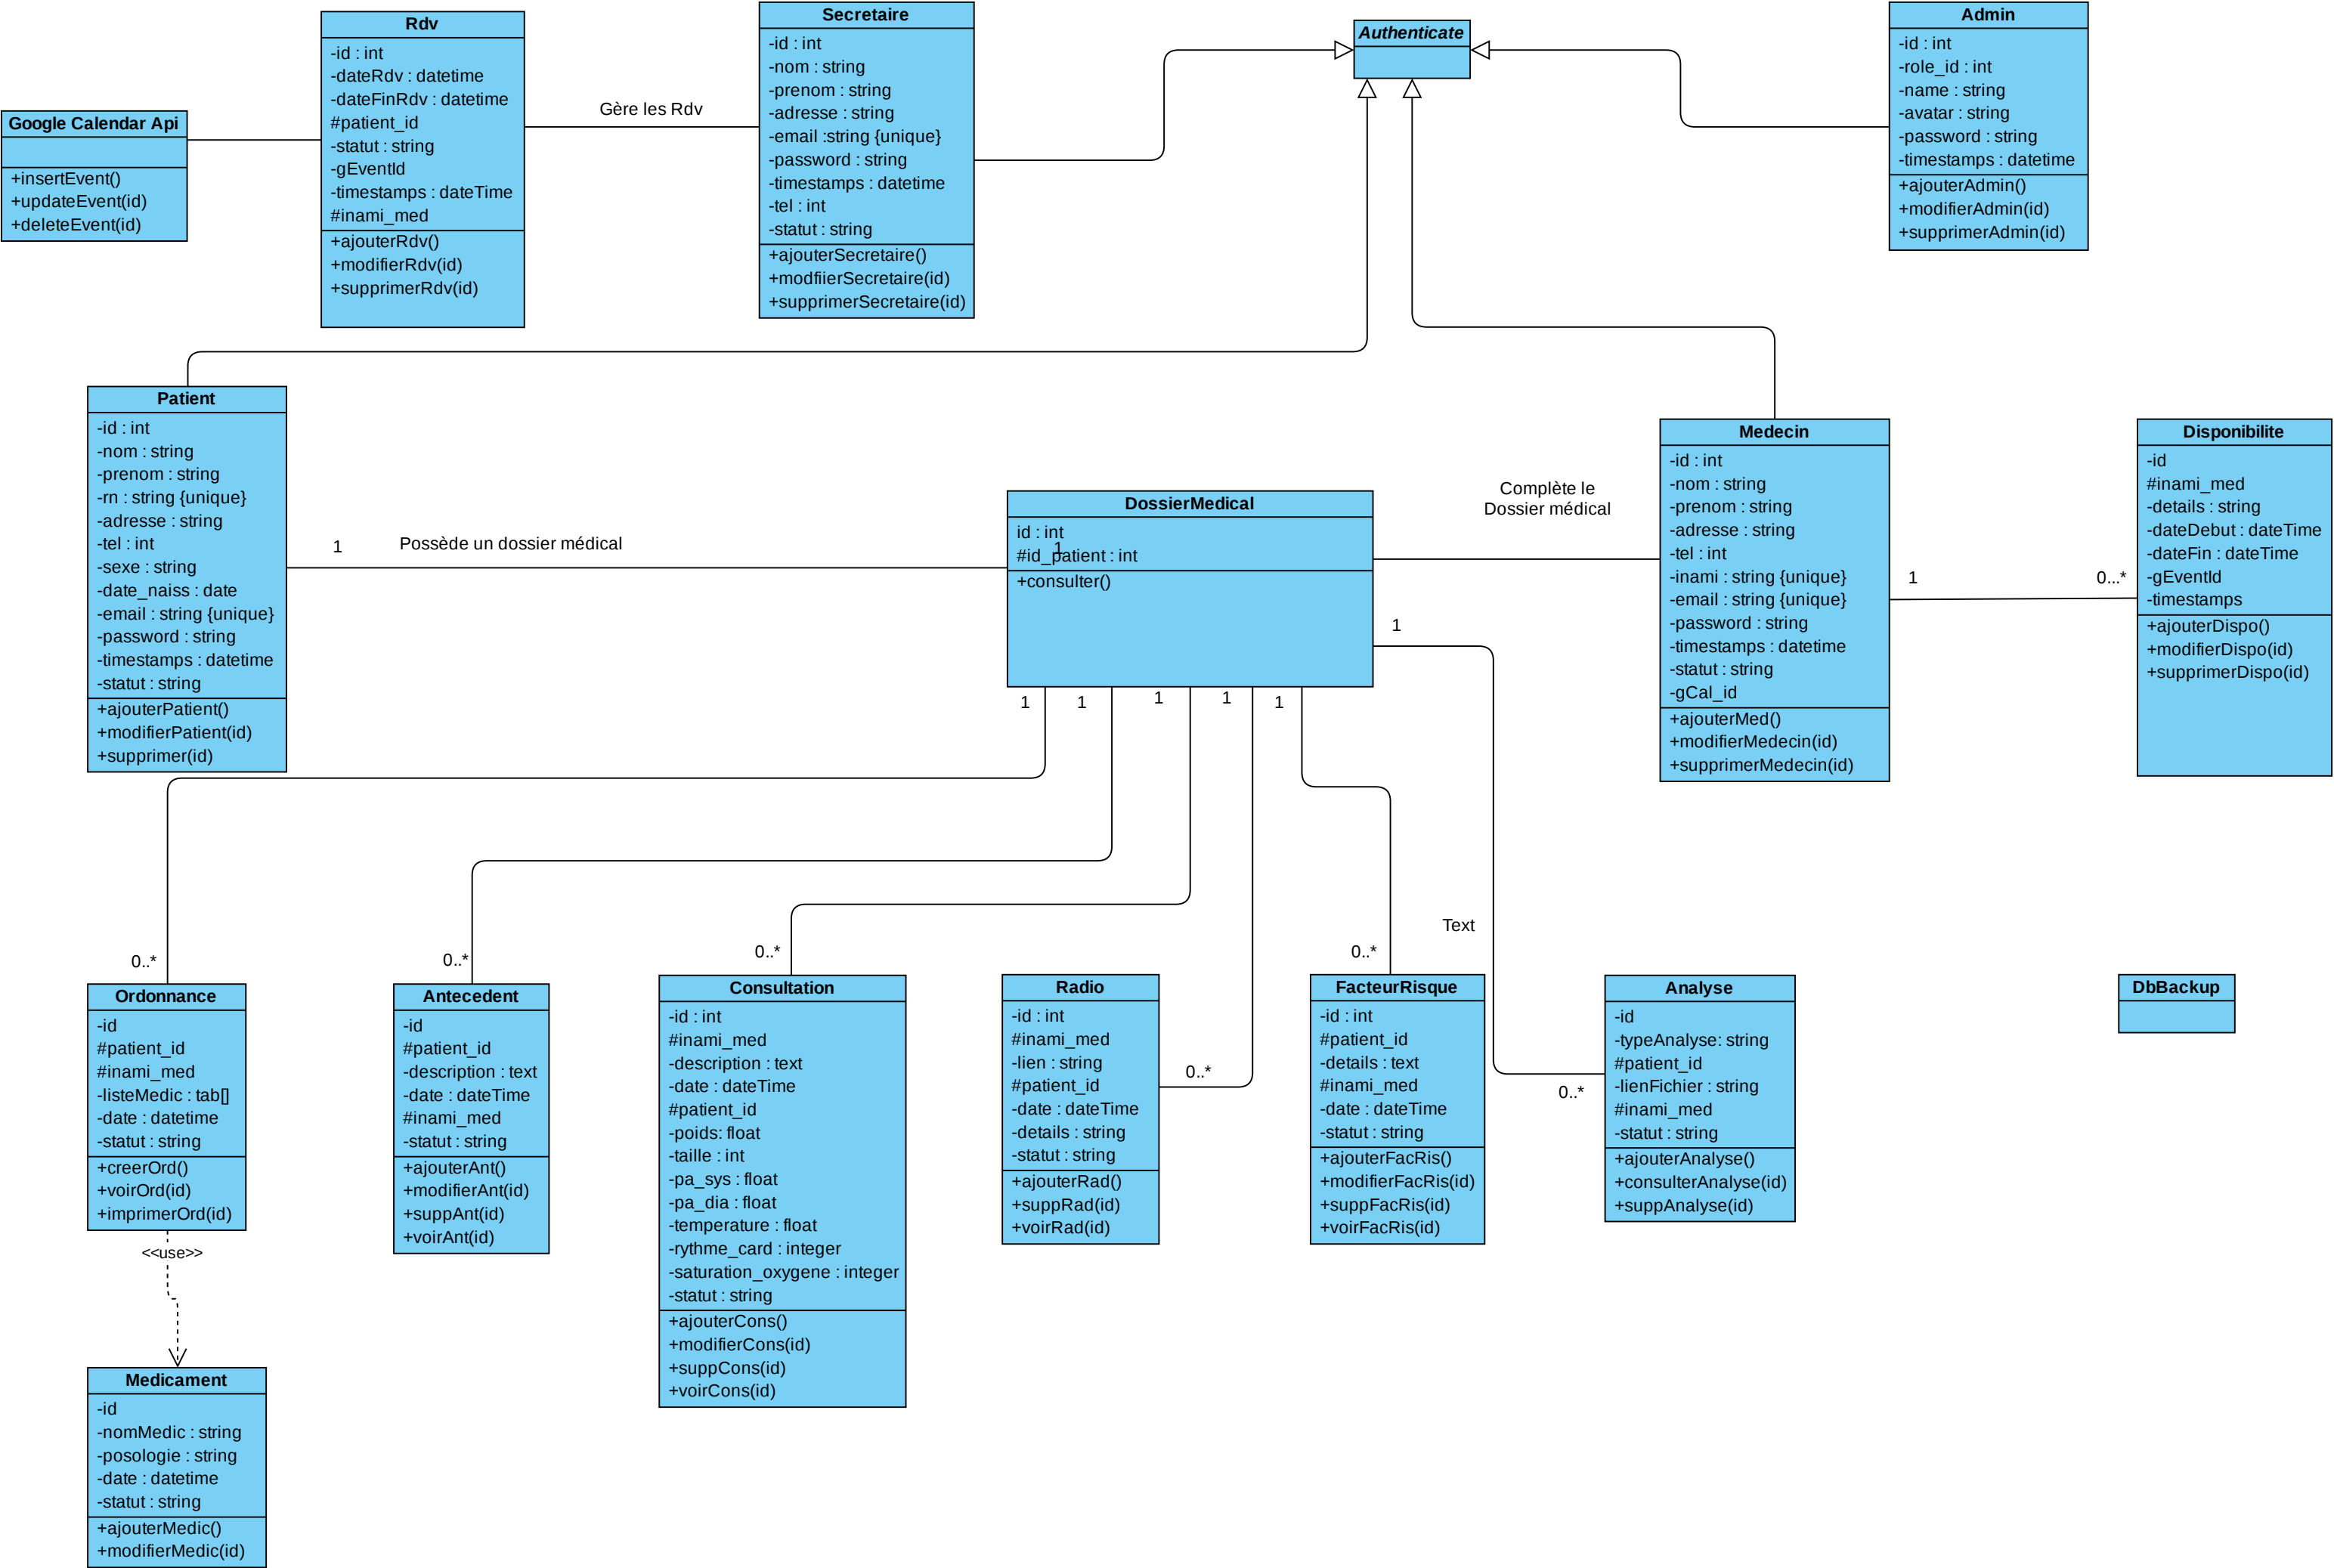 Google Calendar Api
+insertEvent()
+updateEvent(id)
+deleteEvent(id)
Rdv
-id : int
-dateRdv : datetime
-dateFinRdv : datetime
#patient_id
-statut : string
-gEventId
-timestamps : dateTime
#inami_med
+ajouterRdv()
+modifierRdv(id)
+supprimerRdv(id)
Gère les Rdv
Secretaire
-id : int
-nom : string
-prenom : string
-adresse : string
-email :string {unique}
-password : string
-timestamps : datetime
-tel : int
-statut : string
+ajouterSecretaire()
+modfiierSecretaire(id)
+supprimerSecretaire(id)
Authenticate
Admin
-id : int
-role_id : int
-name : string
-avatar : string
-password : string
-timestamps : datetime
+ajouterAdmin()
+modifierAdmin(id)
+supprimerAdmin(id)
Patient
-id : int
-nom : string
-prenom : string
-rn : string {unique}
-adresse : string
-tel : int
-sexe : string
-date_naiss : date
-email : string {unique}
-password : string
-timestamps : datetime
-statut : string
+ajouterPatient()
+modifierPatient(id)
+supprimer(id)
1
Possède un dossier médical
1
DossierMedical
id : int
#id_patient : int
+consulter()
Complète le
Dossier médical
Medecin
-id : int
-nom : string
-prenom : string
-adresse : string
-tel : int
-inami : string {unique}
-email : string {unique}
-password : string
-timestamps : datetime
-statut : string
-gCal_id
+ajouterMed()
+modifierMedecin(id)
+supprimerMedecin(id)
1
0...*
Disponibilite
-id
#inami_med
-details : string
-dateDebut : dateTime
-dateFin : dateTime
-gEventId
-timestamps
+ajouterDispo()
+modifierDispo(id)
+supprimerDispo(id)
1
1
1
1
1
1
0..*
0..*
0..*
0..*
0..*
Text
0..*
Ordonnance
-id
#patient_id
#inami_med
-listeMedic : tab[]
-date : datetime
-statut : string
+creerOrd()
+voirOrd(id)
+imprimerOrd(id)
<<use>>
Antecedent
-id
#patient_id
-description : text
-date : dateTime
#inami_med
-statut : string
+ajouterAnt()
+modifierAnt(id)
+suppAnt(id)
+voirAnt(id)
Consultation
-id : int
#inami_med
-description : text
-date : dateTime
#patient_id
-poids: float
-taille : int
-pa_sys : float
-pa_dia : float
-temperature : float
-rythme_card : integer
-saturation_oxygene : integer
-statut : string
+ajouterCons()
+modifierCons(id)
+suppCons(id)
+voirCons(id)
Radio
-id : int
#inami_med
-lien : string
#patient_id
-date : dateTime
-details : string
-statut : string
+ajouterRad()
+suppRad(id)
+voirRad(id)
FacteurRisque
-id : int
#patient_id
-details : text
#inami_med
-date : dateTime
-statut : string
+ajouterFacRis()
+modifierFacRis(id)
+suppFacRis(id)
+voirFacRis(id)
Analyse
-id
-typeAnalyse: string
#patient_id
-lienFichier : string
#inami_med
-statut : string
+ajouterAnalyse()
+consulterAnalyse(id)
+suppAnalyse(id)
DbBackup
Medicament
-id
-nomMedic : string
-posologie : string
-date : datetime
-statut : string
+ajouterMedic()
+modifierMedic(id)